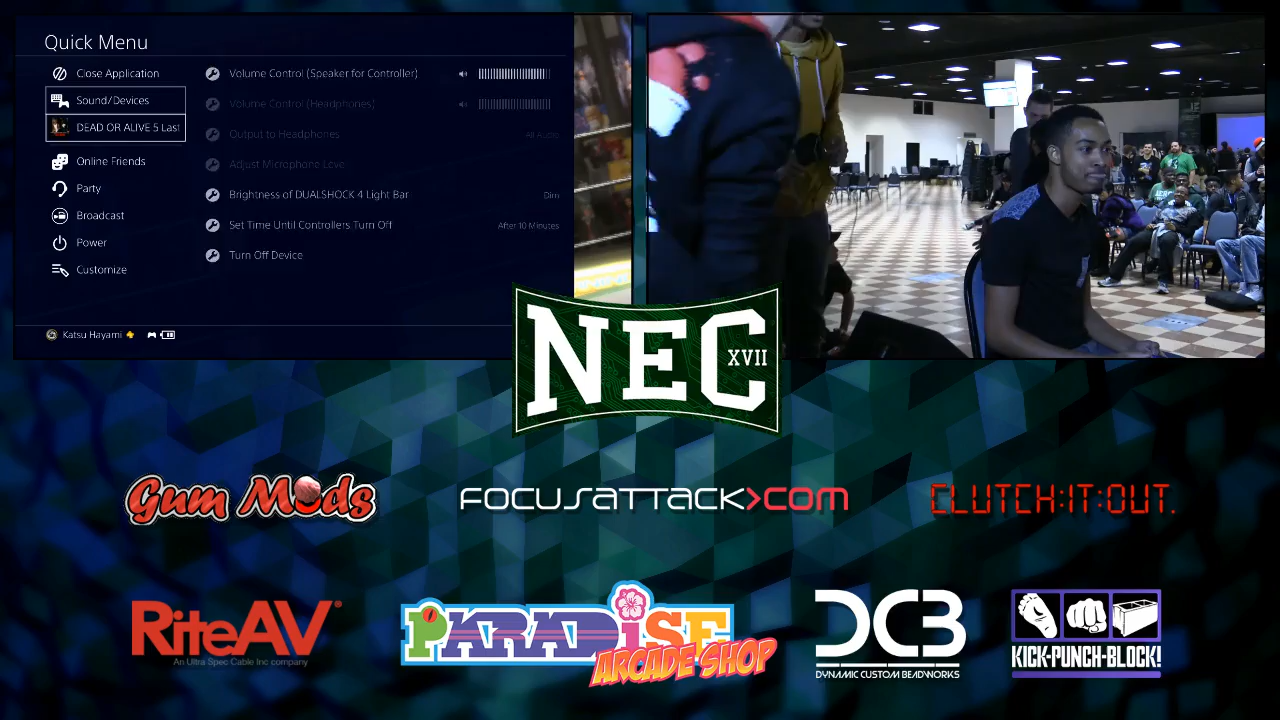 Quick Menu
Close Application
Sound/Devices
DEAD OR ALIVE 5 Las
Online Friends
Party
Broadcast
Power
Customize
Volume Control (Speaker for Controller)
Volume Control (Headphones)
Output to Headphones All Audio
Adjust Microphone Level
Brightness of DUALSHOCK 4 Light Bar Dim
Set Time Until Controllers Turn Off After 10 Minutes
Turn Off Device
Katsu Hayami
NEC
XVII
Gum Mods
FOCUSATTACK>COM
CLUTCH:IT:OUT.
RiteAV®
An Ultra Spec Cable Inc company
PARADISE
ARCADE SHOP
DCB
DYNAMIC CUSTOM BEADWORKS
KICK-PUNCH-BLOCK!